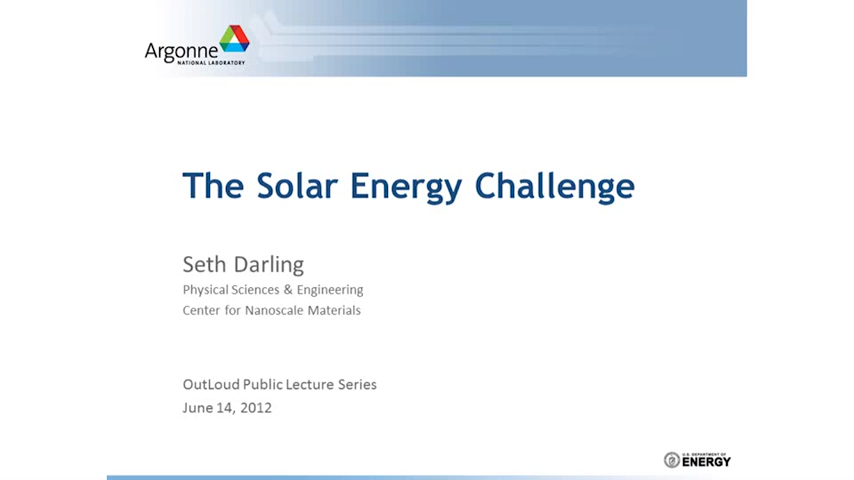 Argonne
NATIONAL LABORATORY
The Solar Energy Challenge
Seth Darling
Physical Sciences & Engineering
Center for Nanoscale Materials
OutLoud Public Lecture Series
June 14, 2012
U.S. DEPARTMENT OF
ENERGY